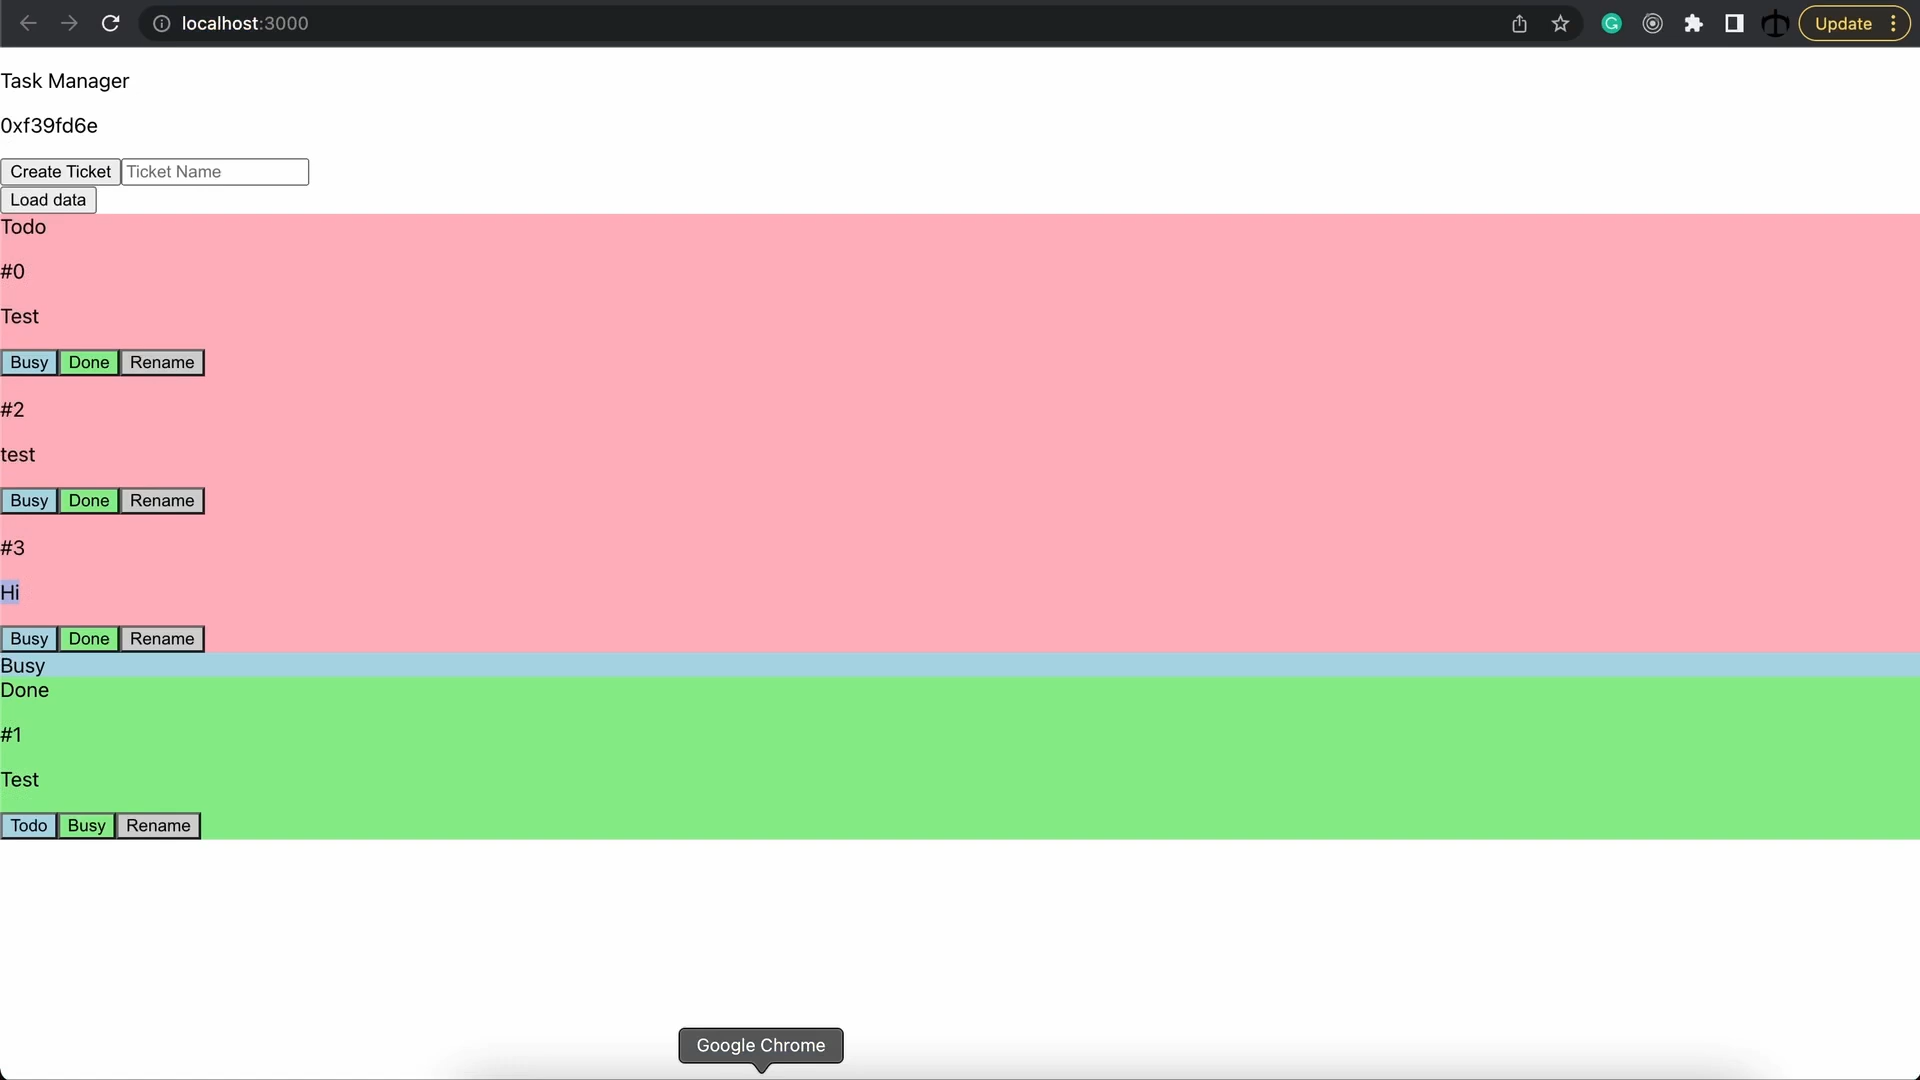 localhost:3000
Update
Task Manager
0xf39fd6e
Create Ticket Ticket Name
Load data
Todo
#0
Test
Busy Done Rename
#2
test
Busy Done Rename
#3
Hi
Busy Done Rename
Busy
Done
#1
Test
Todo Busy Rename
Google Chrome